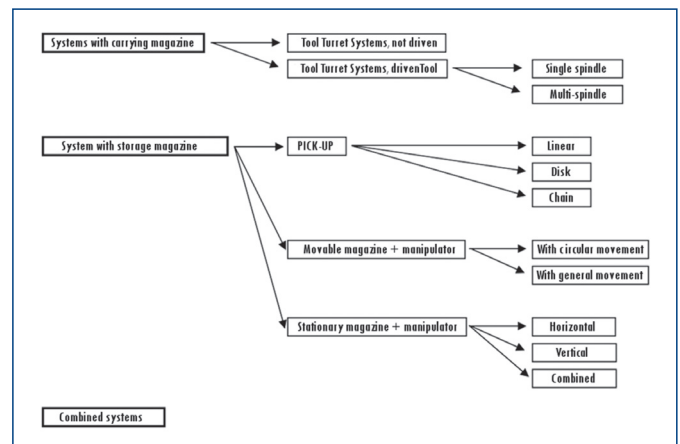 Systems with carrying magazine
Tool Turret Systems, not driven
Tool Turret Systems, drivenTool
Single spindle
Multi-spindle
System with storage magazine
PICK-UP
Linear
Disk
Chain
Movable magazine + manipulator
With circular movement
With general movement
Stationary magazine + manipulator
Horizontal
Vertical
Combined
Combined systems